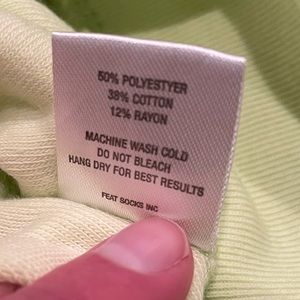 50% POLYESTYER
38% COTTON
12% RAYON
MACHINE WASH COLD
DO NOT BLEACH
HANG DRY FOR BEST RESULTS
FEAT SOCKS INC